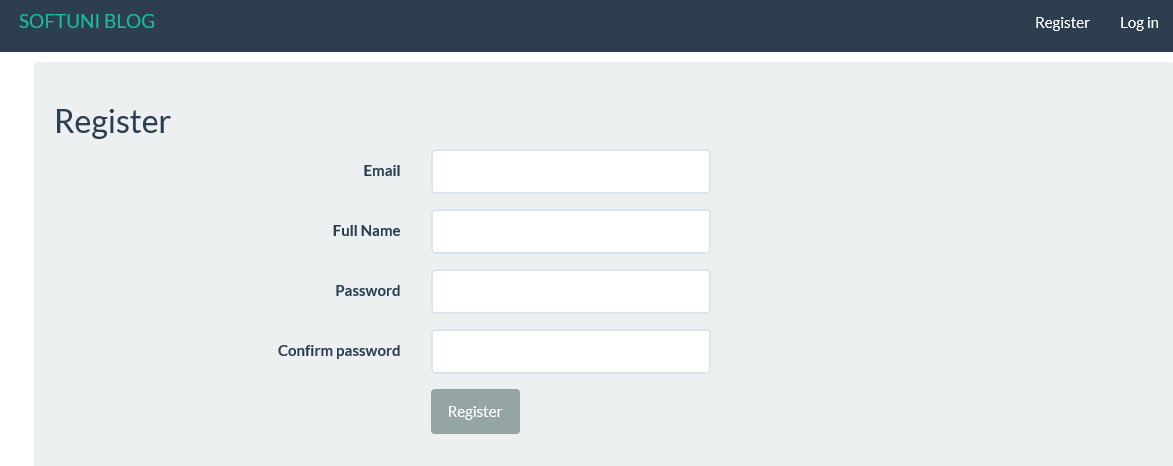 SOFTUNI BLOG Register Log in
Register
Email
Full Name
Password
Confirm password
Register